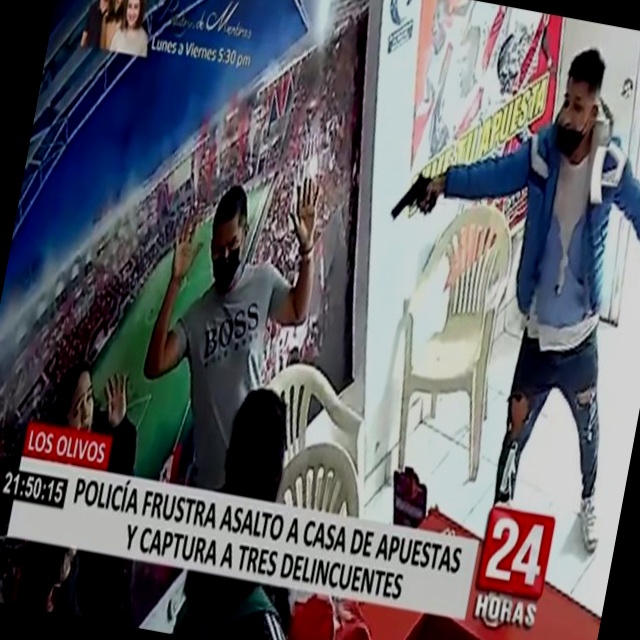 Lunes a Viernes 5:30 pm
BOSS
LOS OLIVOS
21:50:15
POLICÍA FRUSTRA ASALTO A CASA DE APUESTAS
Y CAPTURA A TRES DELINCUENTES
24
HORAS